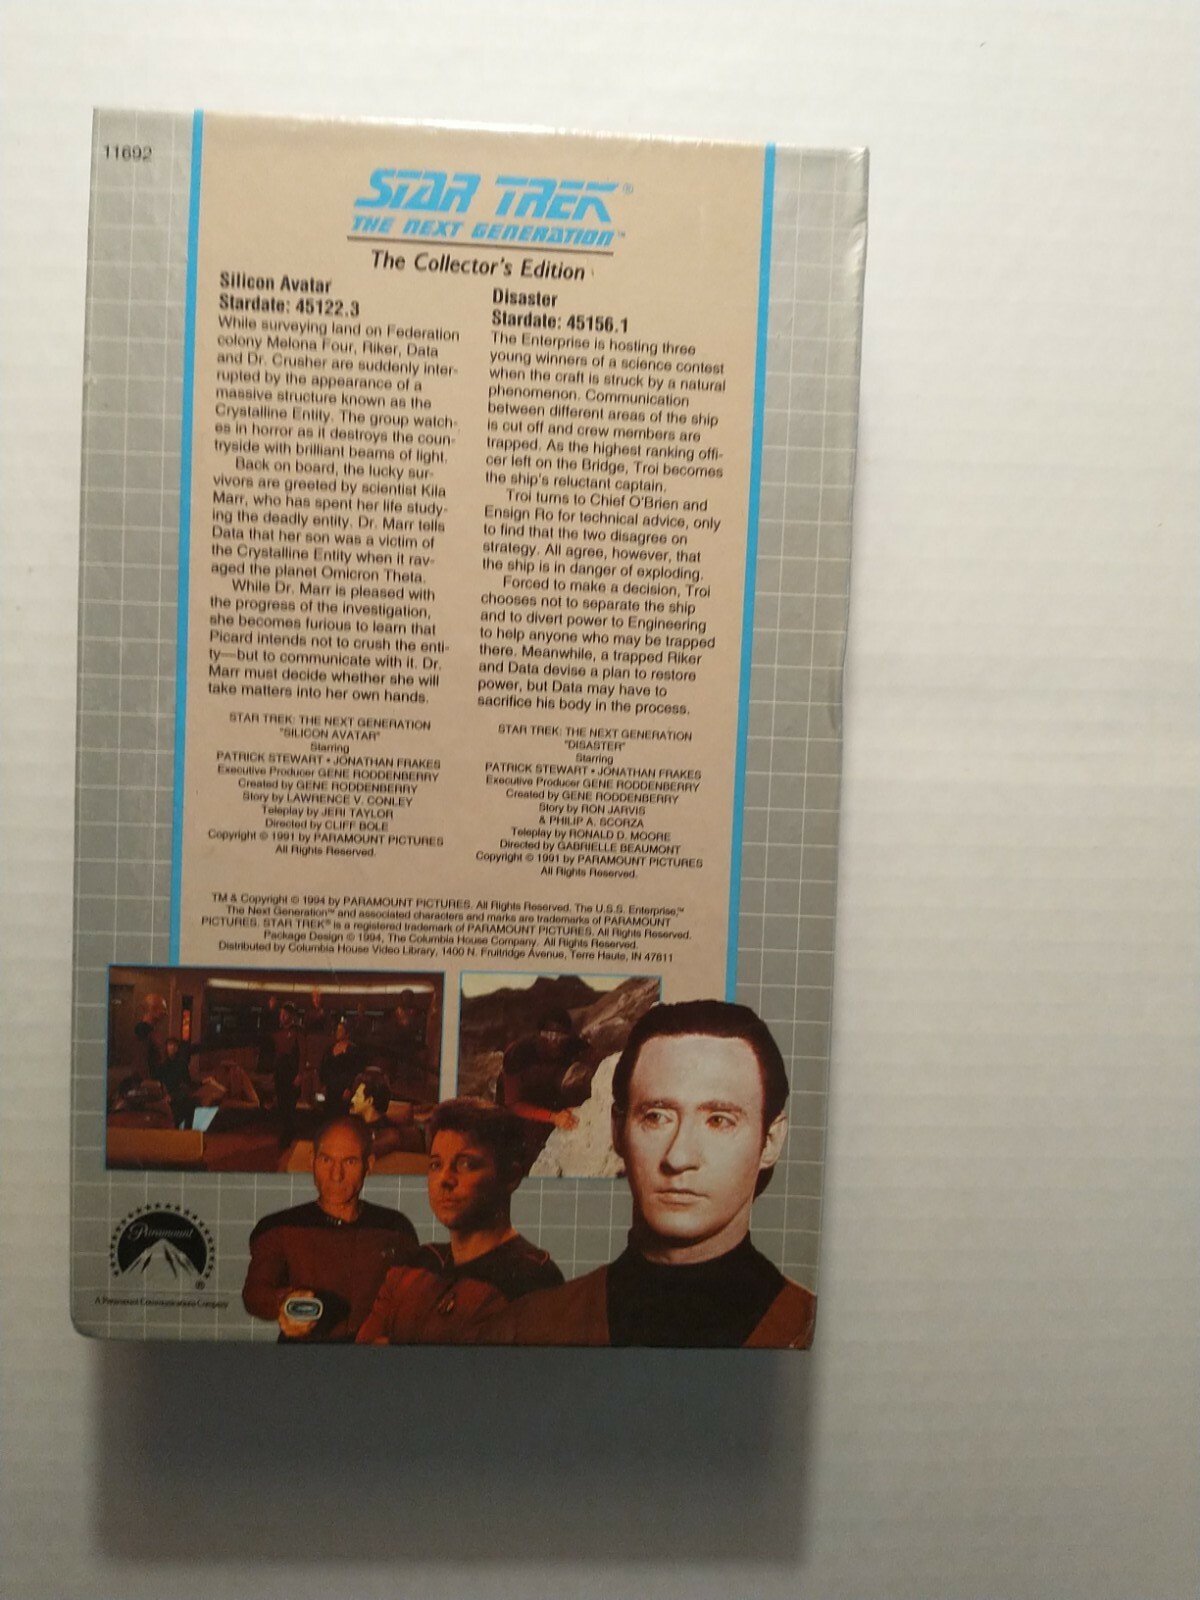 11692
STAR TREK®
THE NEXT GENERATION™
The Collector's Edition
Silicon Avatar
Stardate: 45122.3
While surveying land on Federation
colony Melona Four, Riker, Data
and Dr. Crusher are suddenly inter-
rupted by the appearance of a
massive structure known as the
Crystalline Entity. The group watch-
es in horror as it destroys the coun-
tryside with brilliant beams of light.
Back on board, the lucky sur-
vivors are greeted by scientist Kila
Marr, who has spent her life study-
ing the deadly entity. Dr. Marr tells
Data that her son was a victim of
the Crystalline Entity when it rav-
aged the planet Omicron Theta.
While Dr. Marr is pleased with
the progress of the investigation,
she becomes furious to learn that
Picard intends not to crush the enti-
ty—but to communicate with it. Dr.
Marr must decide whether she will
take matters into her own hands.
STAR TREK: THE NEXT GENERATION
"SILICON AVATAR"
Starring
PATRICK STEWART • JONATHAN FRAKES
Executive Producer GENE RODDENBERRY
Created by GENE RODDENBERRY
Story by LAWRENCE V. CONLEY
Teleplay by JERI TAYLOR
Directed by CLIFF BOLE
Copyright © 1991 by PARAMOUNT PICTURES
All Rights Reserved.
Disaster
Stardate: 45156.1
The Enterprise is hosting three
young winners of a science contest
when the craft is struck by a natural
phenomenon. Communication
between different areas of the ship
is cut off and crew members are
trapped. As the highest ranking offi-
cer left on the Bridge, Troi becomes
the ship's reluctant captain.
Troi turns to Chief O'Brien and
Ensign Ro for technical advice, only
to find that the two disagree on
strategy. All agree, however, that
the ship is in danger of exploding.
Forced to make a decision, Troi
chooses not to separate the ship
and to divert power to Engineering
to help anyone who may be trapped
there. Meanwhile, a trapped Riker
and Data devise a plan to restore
power, but Data may have to
sacrifice his body in the process.
STAR TREK: THE NEXT GENERATION
"DISASTER"
Starring
PATRICK STEWART • JONATHAN FRAKES
Executive Producer GENE RODDENBERRY
Created by GENE RODDENBERRY
Story by RON JARVIS
& PHILIP A. SCORZA
Teleplay by RONALD D. MOORE
Directed by GABRIELLE BEAUMONT
Copyright © 1991 by PARAMOUNT PICTURES
All Rights Reserved.
TM & Copyright © 1994 by PARAMOUNT PICTURES. All Rights Reserved. The U.S.S. Enterprise,™
The Next Generation™ and associated characters and marks are trademarks of PARAMOUNT
PICTURES. STAR TREK® is a registered trademark of PARAMOUNT PICTURES. All Rights Reserved.
Package Design © 1994, The Columbia House Company. All Rights Reserved.
Distributed by Columbia House Video Library, 1400 N. Fruitridge Avenue, Terre Haute, IN 47811
Paramount
®
A Paramount Communications Company